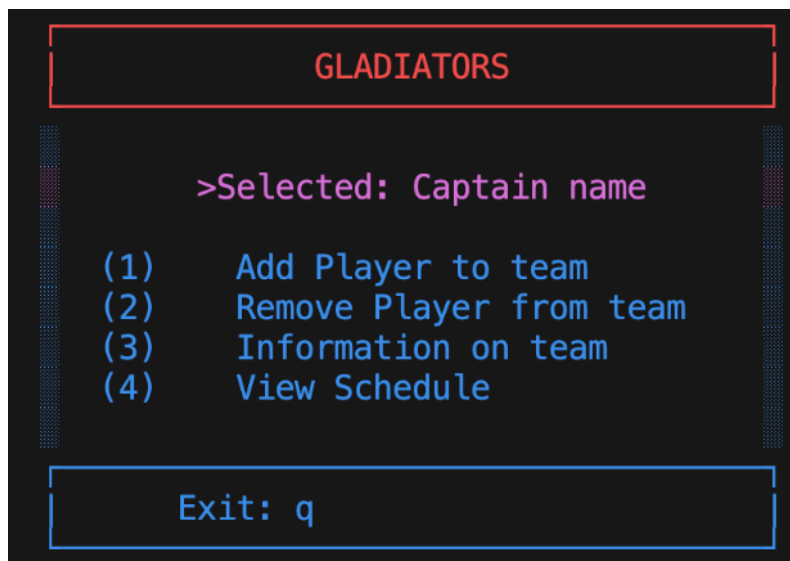 GLADIATORS
>Selected: Captain name
(1) Add Player to team
(2) Remove Player from team
(3) Information on team
(4) View Schedule
Exit: q